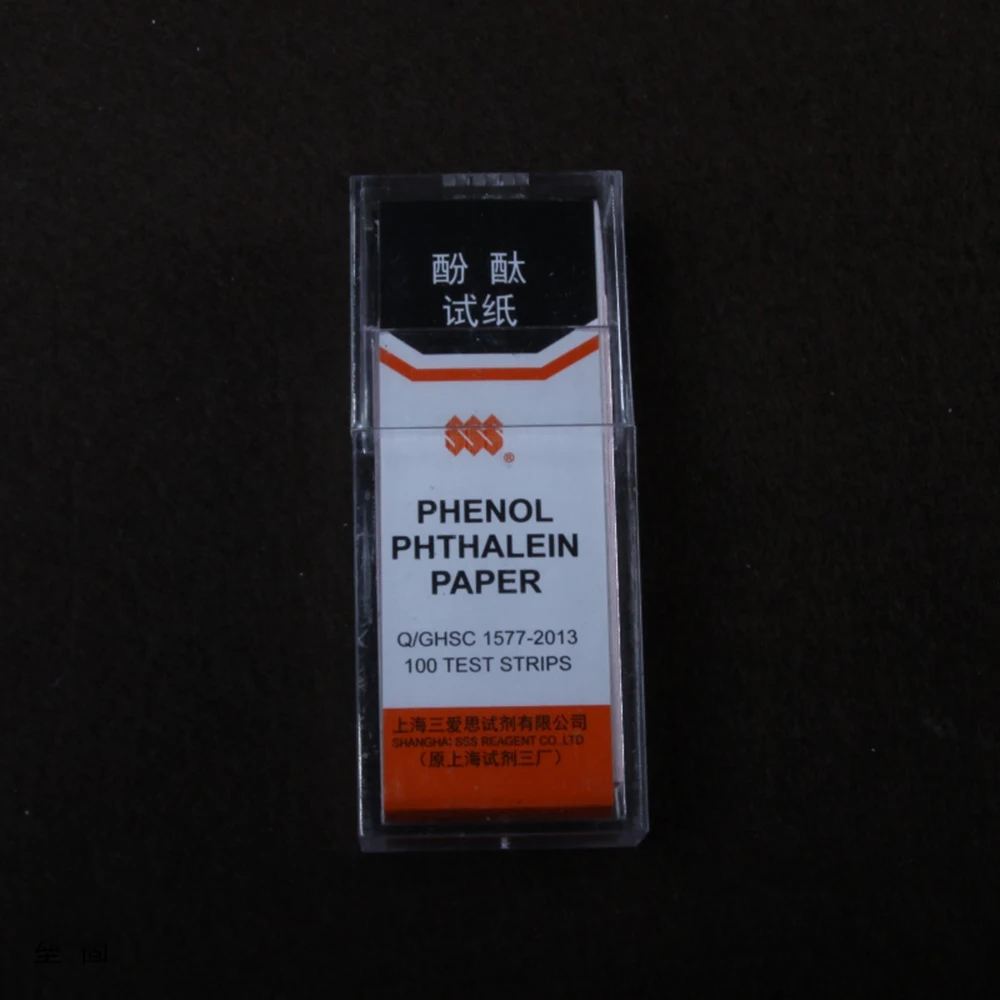 酚 酞
试纸
SSS®
PHENOL
PHTHALEIN
PAPER
Q/GHSC 1577-2013
100 TEST STRIPS
上海三爱思试剂有限公司
SHANGHAI SSS REAGENT CO.,LTD
（原上海试剂三厂）